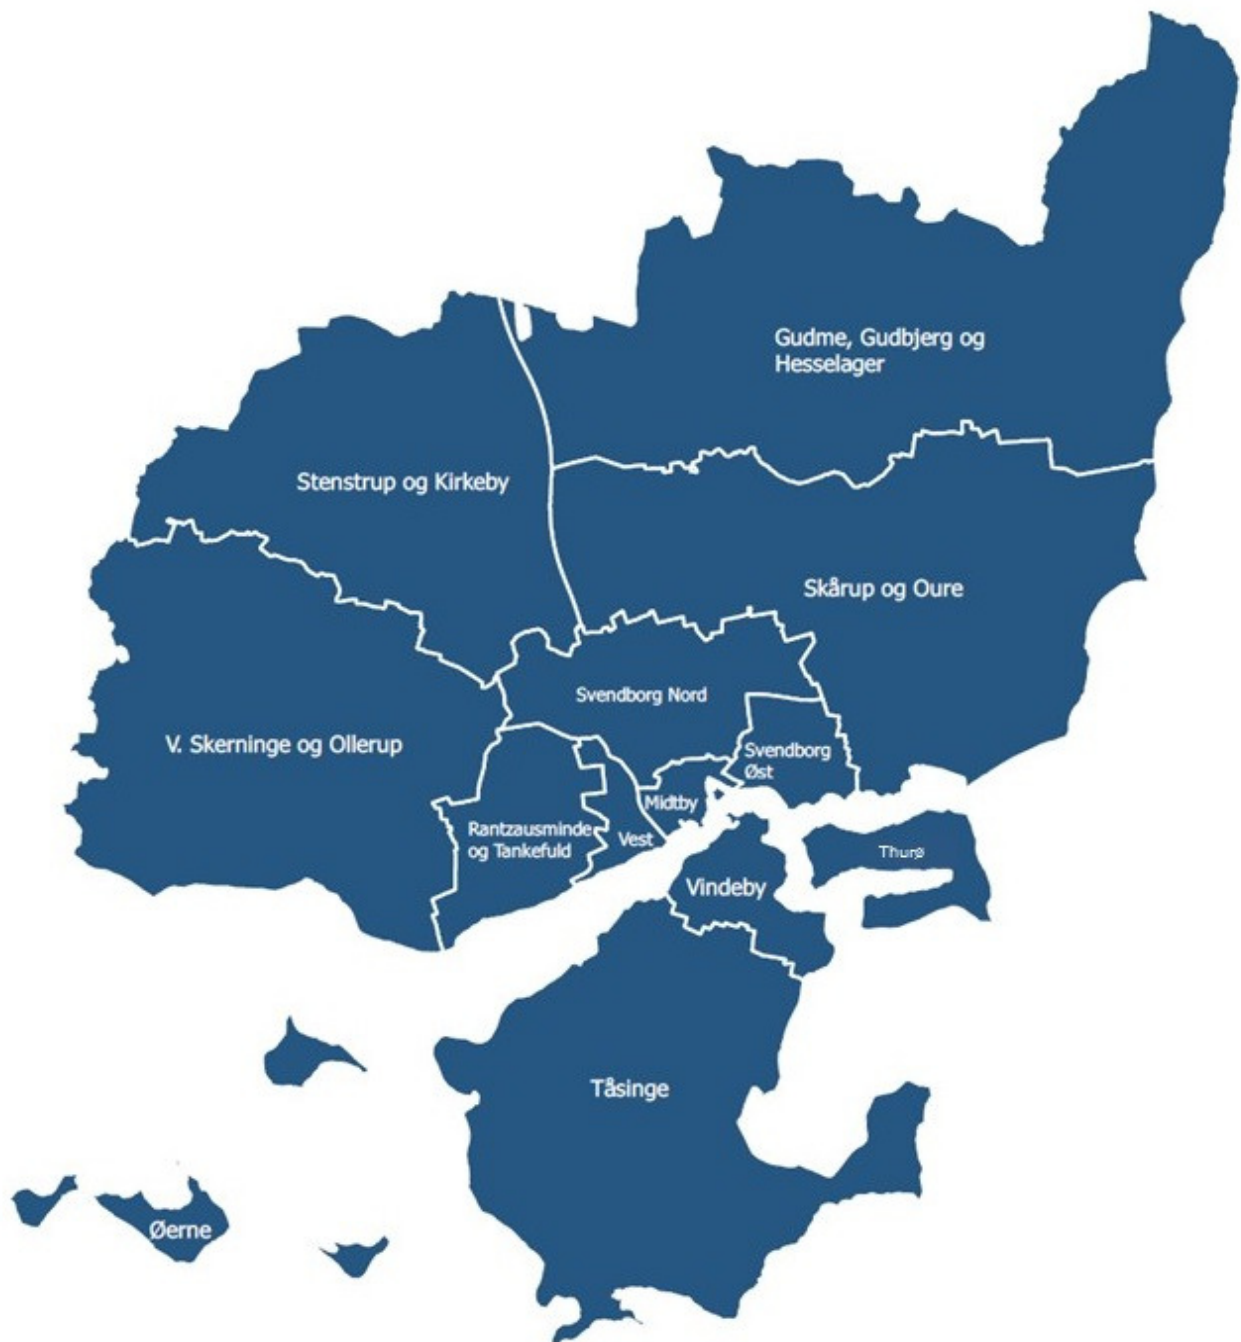 Gudme, Gudbjerg og
Hesselager
Stenstrup og Kirkeby
Skårup og Oure
Svendborg Nord
V. Skerninge og Ollerup
Svendborg
Øst
Midtby
Rantzausminde
og Tankefuld
Vest
Thurø
Vindeby
Tåsinge
Øerne